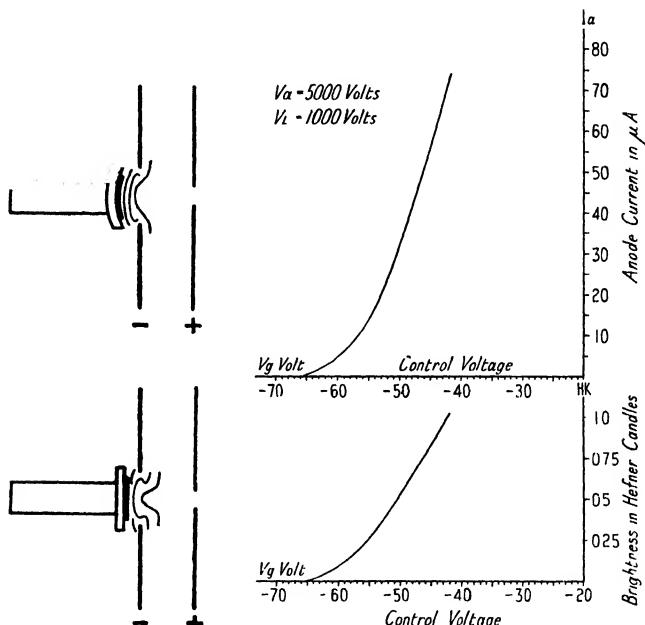 a
80
70
60
50
40
30
20
10
Anode Current in μA
Va = 5000 Volts
VL = 1000 Volts
Vg Volt
Control Voltage
-70 -60 -50 -40 -30 -20
HK
10
075
05
025
Brightness in Hefner Candles
Vg Volt
-70 -60 -50 -40 -30 -20
Control Voltage
- +
- +